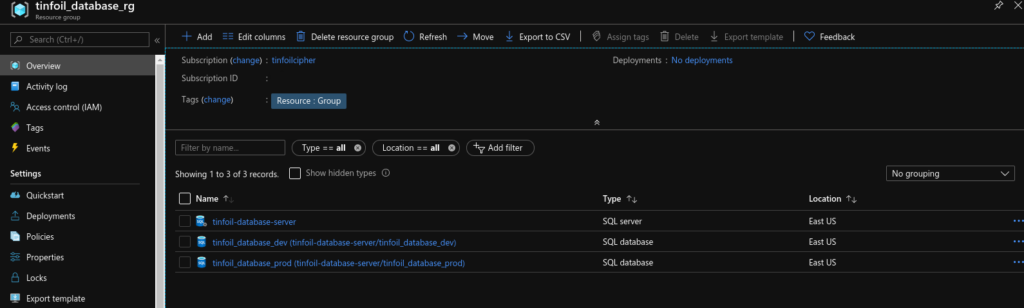 tinfoil_database_rg
Resource group
Search (Ctrl+/)
«
Add
Edit columns
Delete resource group
Refresh
Move
Export to CSV
Assign tags
Delete
Export template
Feedback
Overview
Activity log
Access control (IAM)
Tags
Events
Settings
Quickstart
Deployments
Policies
Properties
Locks
Export template
Subscription (change) : tinfoilcipher
Deployments : No deployments
Subscription ID :
Tags (change) : Resource : Group
Filter by name...
Type == all
Location == all
Add filter
Showing 1 to 3 of 3 records.
Show hidden types
No grouping
Name Type Location
tinfoil-database-server SQL server East US
tinfoil_database_dev (tinfoil-database-server/tinfoil_database_dev) SQL database East US
tinfoil_database_prod (tinfoil-database-server/tinfoil_database_prod) SQL database East US